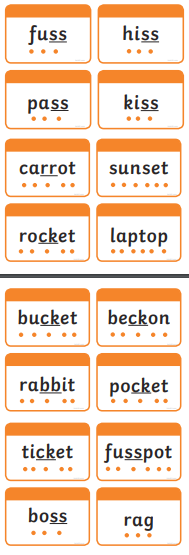 fuss hiss
pass kiss
carrot sunset
rocket laptop
bucket beckon
rabbit pocket
ticket fusspot
boss rag